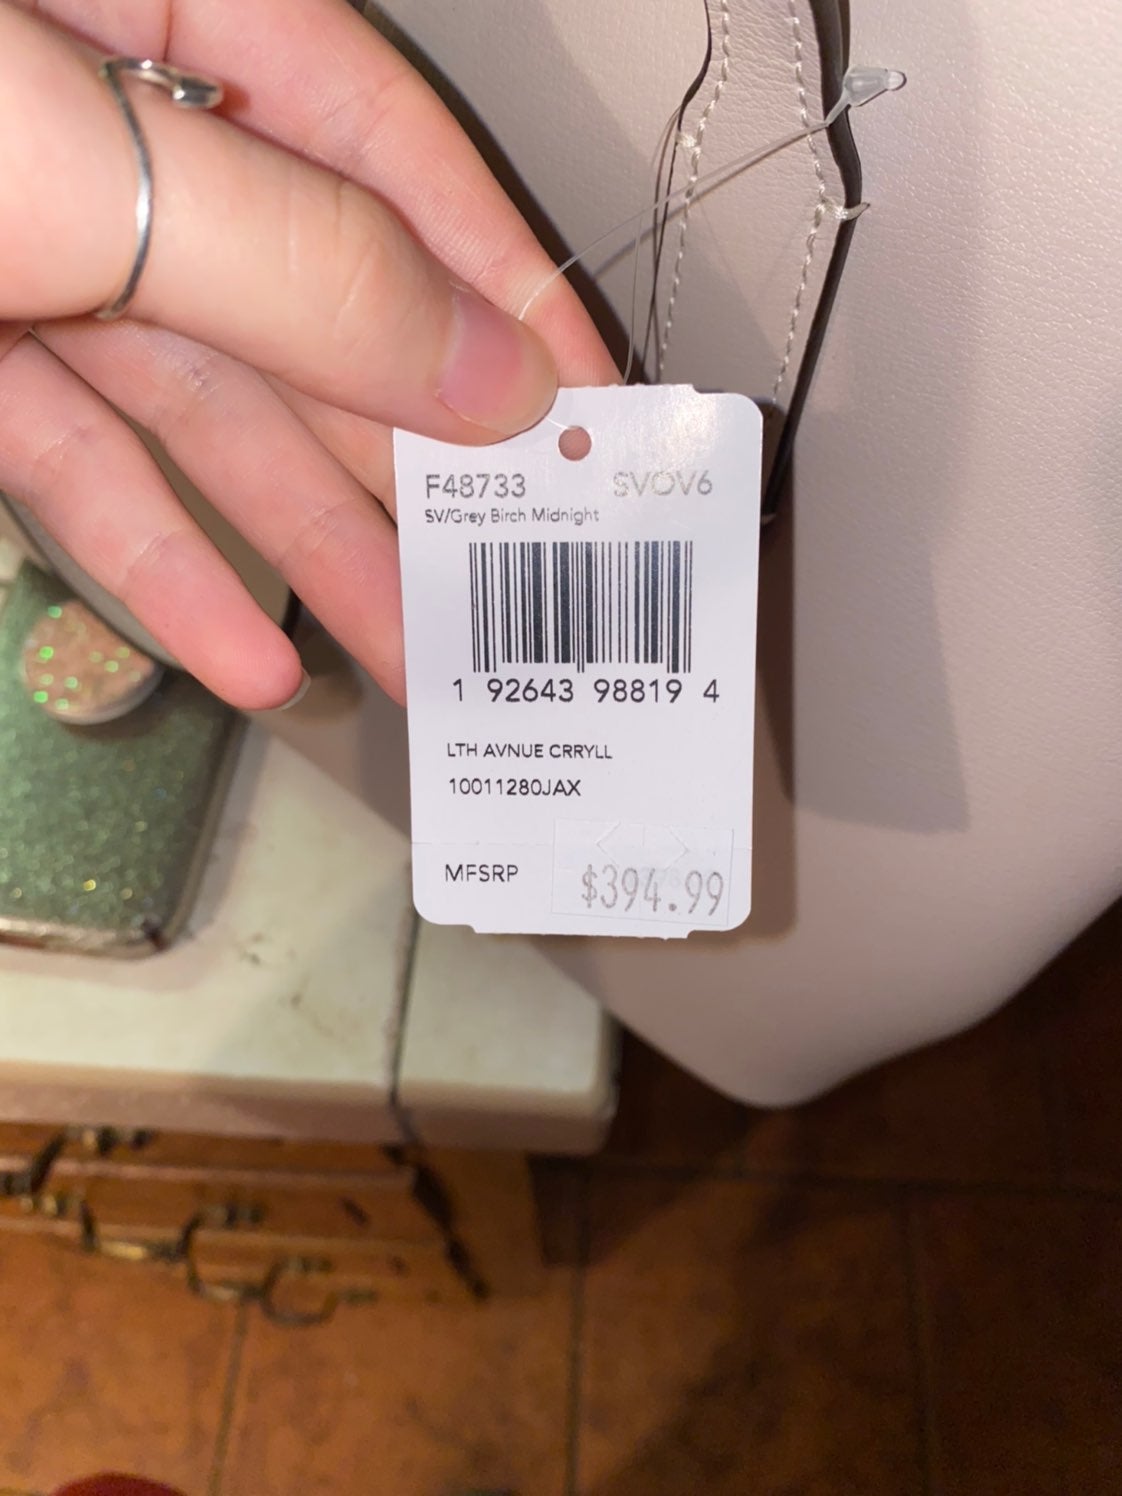 F48733 SVOV6
SV/Grey Birch Midnight
1 92643 98819 4
LTH AVNUE CRRYLL
10011280JAX
MFSRP $394.99